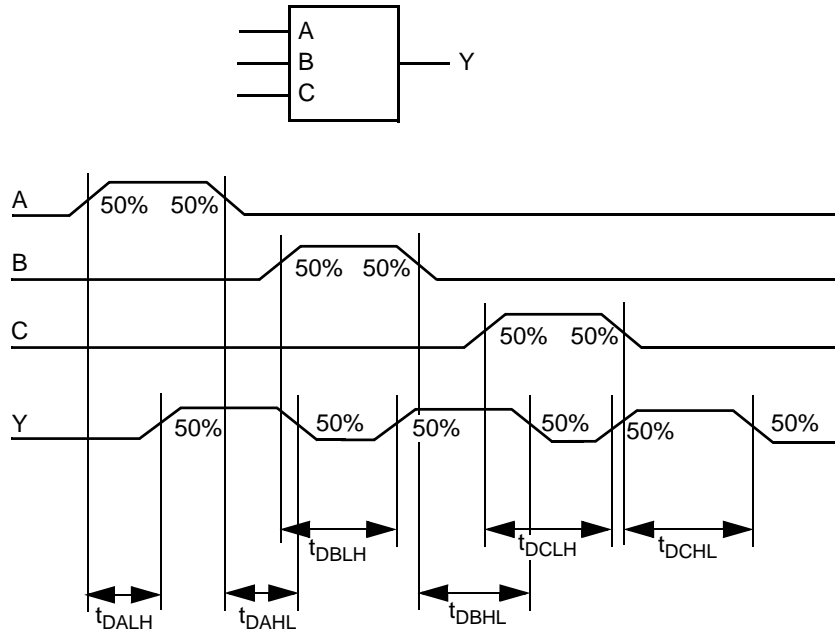 A
B Y
C
A 50% 50%
B 50% 50%
C 50% 50%
Y 50% 50% 50% 50% 50% 50%
tDBLH tDCLH tDCHL
tDALH tDAHL tDBHL